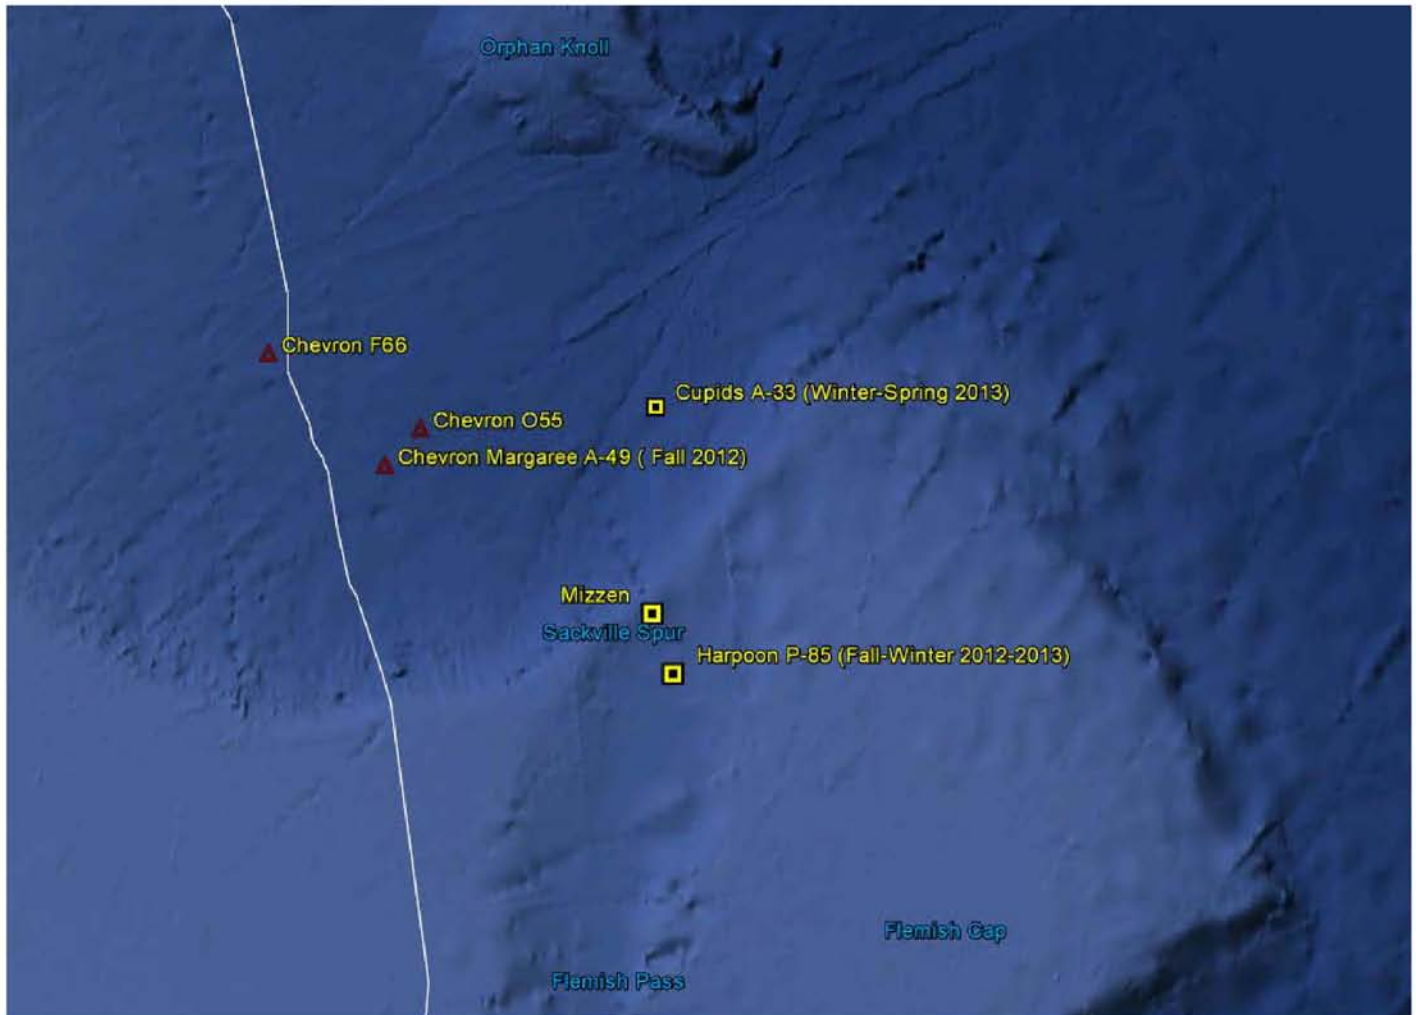 Orphan Knoll
Chevron F66
Cupids A-33 (Winter-Spring 2013)
Chevron O55
Chevron Margaree A-49 ( Fall 2012)
Mizzen
Sackville Spur
Harpoon P-85 (Fall-Winter 2012-2013)
Flemish Cap
Flemish Pass